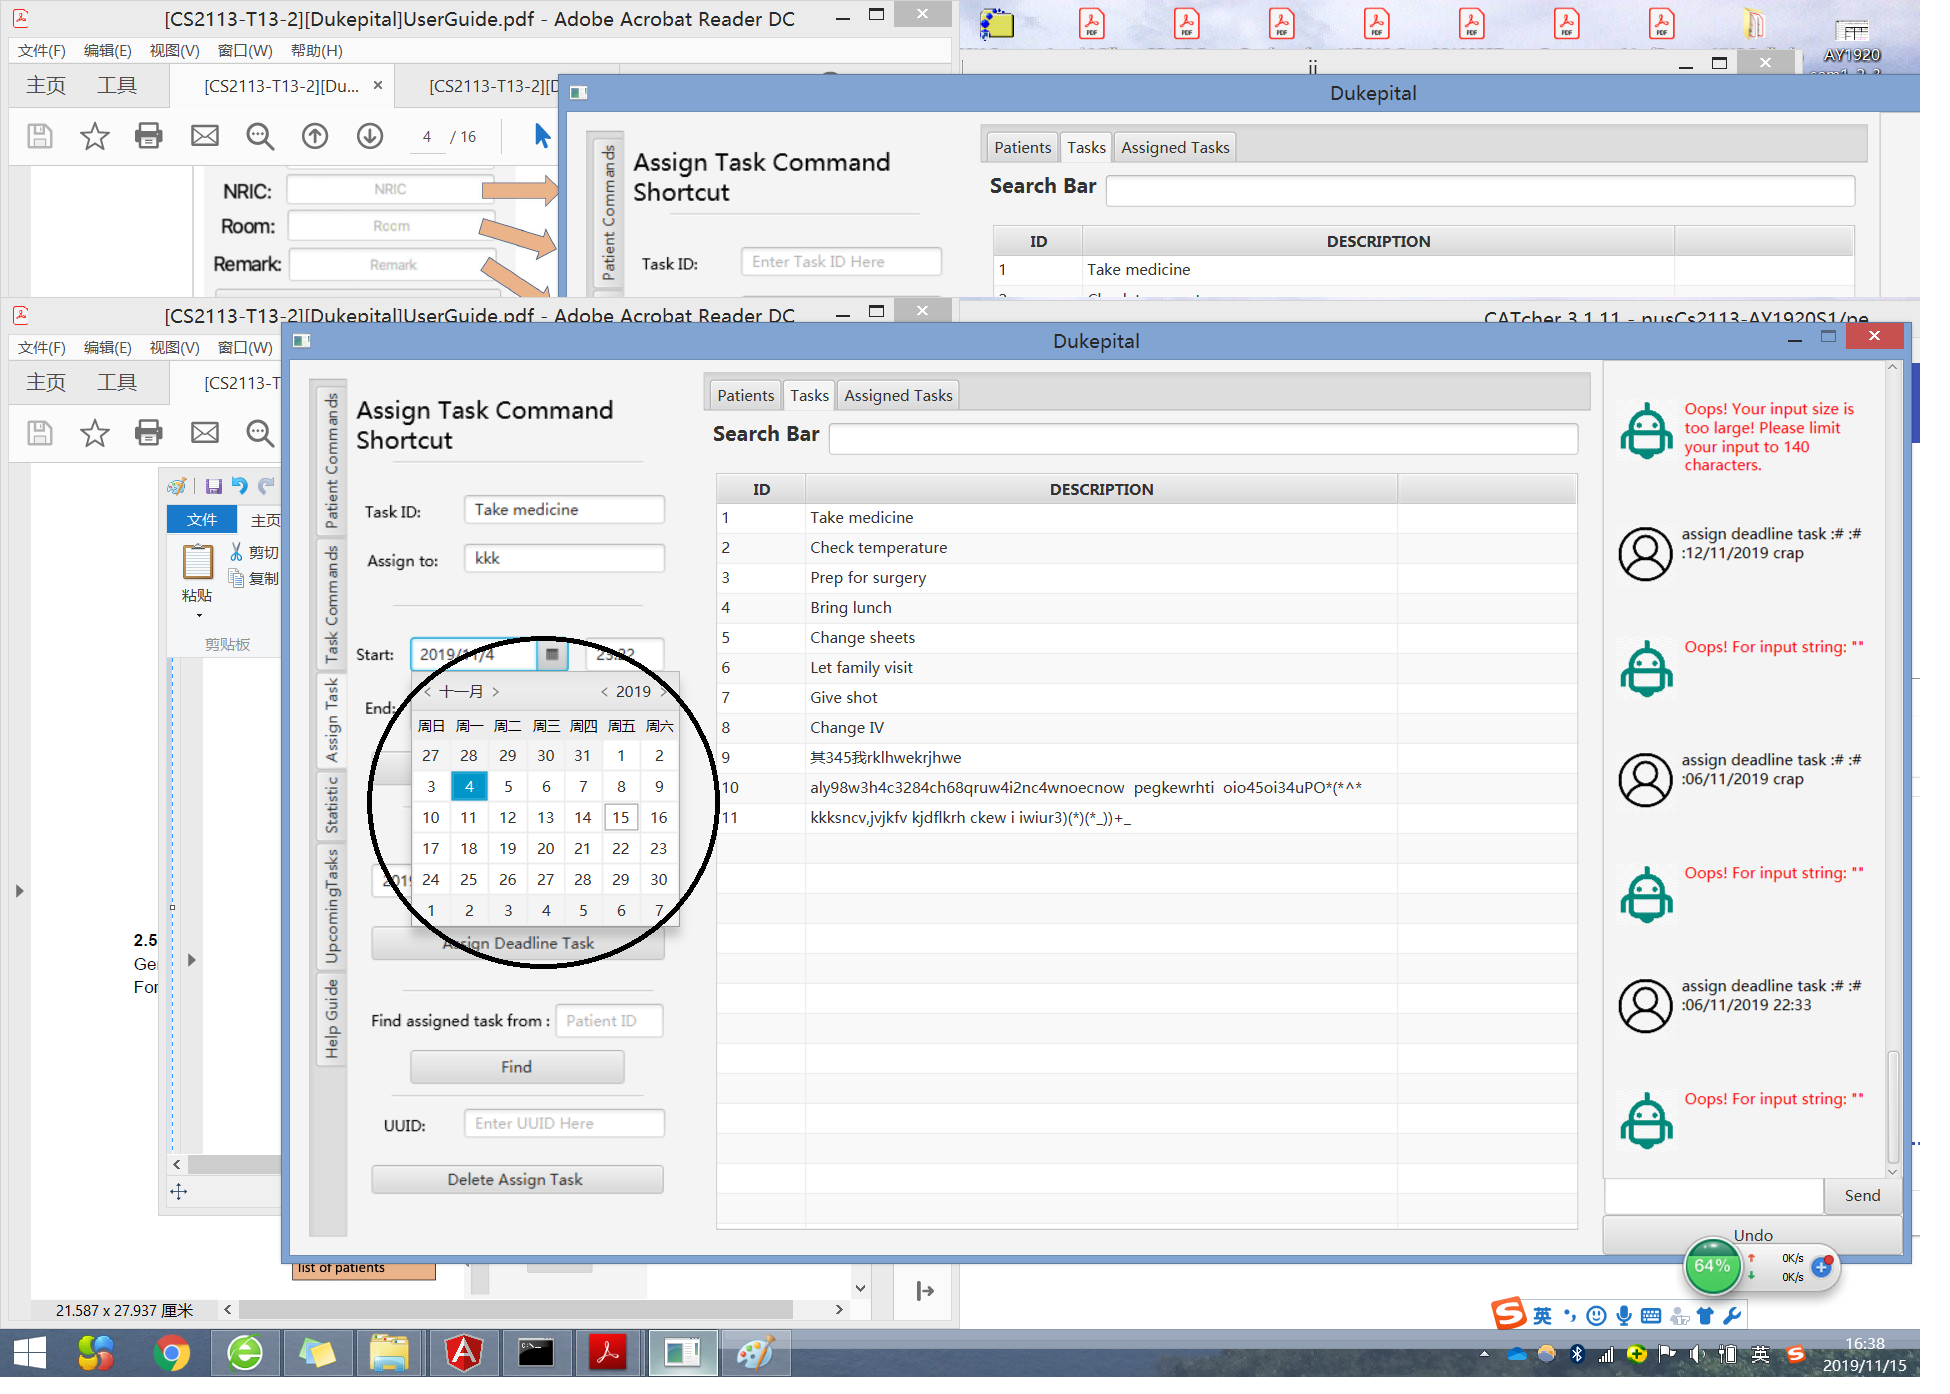 [CS2113-T13-2][Dukepital]UserGuide.pdf - Adobe Acrobat Reader DC
文件(F) 编辑(E) 视图(V) 窗口(W) 帮助(H)
主页 工具 [CS2113-T13-2][Du... × [CS2113-T13-2][D
4 / 16
NRIC: NRIC
Room: Room
Remark: Remark
AY1920
ii
Dukepital
Patient Commands
Assign Task Command
Shortcut
Task ID: Enter Task ID Here
Patients Tasks Assigned Tasks
Search Bar
ID DESCRIPTION
1 Take medicine
[CS2113-T13-2][Dukepital]UserGuide.pdf - Adobe Acrobat Reader DC
CATcher 3.1.11 - nusCs2113-AY1920S1/pe
文件(F) 编辑(E) 视图(V) 窗口(W)
主页 工具 [CS2113-T
文件 主页
剪切
复制
粘贴
剪贴板
2.5
Ge
For
list of patients
21.587 x 27.937 厘米
Dukepital
Patient Commands
Task Commands
Assign Task
Statistic
UpcomingTasks
Help Guide
Assign Task Command
Shortcut
Task ID: Take medicine
Assign to: kkk
Start: 2019/11/4 23:22
End:
< 十一月 > < 2019 >
周日 周一 周二 周三 周四 周五 周六
27 28 29 30 31 1 2
3 4 5 6 7 8 9
10 11 12 13 14 15 16
17 18 19 20 21 22 23
24 25 26 27 28 29 30
1 2 3 4 5 6 7
2019
Assign Deadline Task
Find assigned task from : Patient ID
Find
UUID: Enter UUID Here
Delete Assign Task
Patients Tasks Assigned Tasks
Search Bar
ID DESCRIPTION
1 Take medicine
2 Check temperature
3 Prep for surgery
4 Bring lunch
5 Change sheets
6 Let family visit
7 Give shot
8 Change IV
9 其345我rklhwekrjhwe
10 aly98w3h4c3284ch68qruw4i2nc4wnoecnow pegkewrhti oio45oi34uPO*(*^*
11 kkksncv,jvjkfv kjdflkrh ckew i iwiur3)(*)(*_))+_
Oops! Your input size is
too large! Please limit
your input to 140
characters.
assign deadline task :# :#
:12/11/2019 crap
Oops! For input string: ""
assign deadline task :# :#
:06/11/2019 crap
Oops! For input string: ""
assign deadline task :# :#
:06/11/2019 22:33
Oops! For input string: ""
Send
Undo
64% 0K/s
0K/s
英
英
16:38
2019/11/15